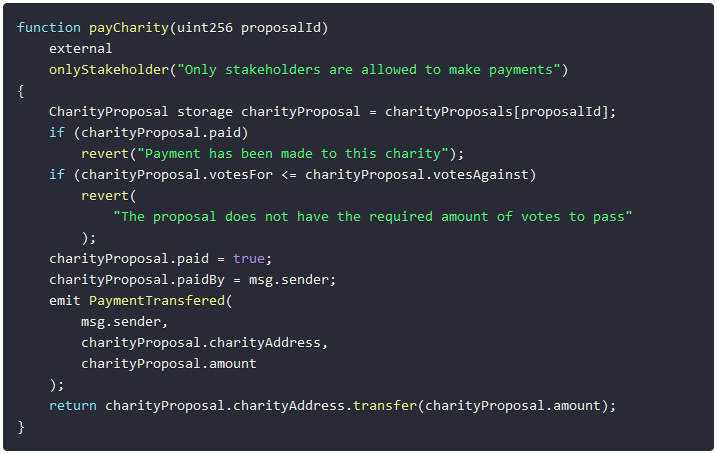 function payCharity(uint256 proposalId)
    external
    onlyStakeholder("Only stakeholders are allowed to make payments")
{
    CharityProposal storage charityProposal = charityProposals[proposalId];
    if (charityProposal.paid)
        revert("Payment has been made to this charity");
    if (charityProposal.votesFor <= charityProposal.votesAgainst)
        revert(
            "The proposal does not have the required amount of votes to pass"
        );
    charityProposal.paid = true;
    charityProposal.paidBy = msg.sender;
    emit PaymentTransfered(
        msg.sender,
        charityProposal.charityAddress,
        charityProposal.amount
    );
    return charityProposal.charityAddress.transfer(charityProposal.amount);
}